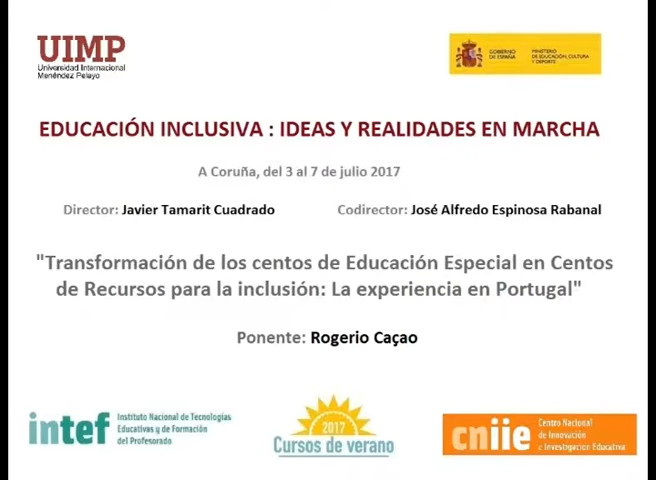 UIMP
Universidad Internacional
Menéndez Pelayo
GOBIERNO
DE ESPAÑA
MINISTERIO
DE EDUCACIÓN, CULTURA
Y DEPORTE
EDUCACIÓN INCLUSIVA : IDEAS Y REALIDADES EN MARCHA
A Coruña, del 3 al 7 de julio 2017
Director: Javier Tamarit Cuadrado
Codirector: José Alfredo Espinosa Rabanal
"Transformación de los centos de Educación Especial en Centos
de Recursos para la inclusión: La experiencia en Portugal"
Ponente: Rogerio Caçao
intef
Instituto Nacional de Tecnologías
Educativas y de Formación
del Profesorado
2017
Cursos de verano
cniie
Centro Nacional
de Innovación
e Investigación Educativa